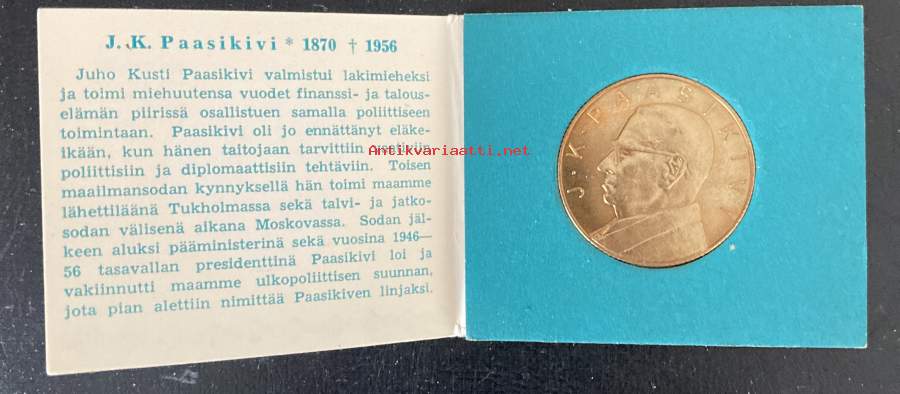 J. K. Paasikivi * 1870 † 1956
Juho Kusti Paasikivi valmistui lakimieheksi
ja toimi miehuutensa vuodet finanssi- ja talous-
elämän piirissä osallistuen samalla poliittiseen
toimintaan. Paasikivi oli jo ennättänyt eläke-
ikään, kun hänen taitojaan tarvittiin
poliittisiin ja diplomaattisiin tehtäviin. Toisen
maailmansodan kynnyksellä hän toimi maamme
lähettiläänä Tukholmassa sekä talvi- ja jatko-
sodan välisenä aikana Moskovassa. Sodan jäl-
keen aluksi pääministerinä sekä vuosina 1946—
56 tasavallan presidenttinä Paasikivi loi ja
vakiinnutti maamme ulkopoliittisen suunnan,
jota pian alettiin nimittää Paasikiven linjaksi.
Antikvariaatti.net
J·K·PAASIKIVI